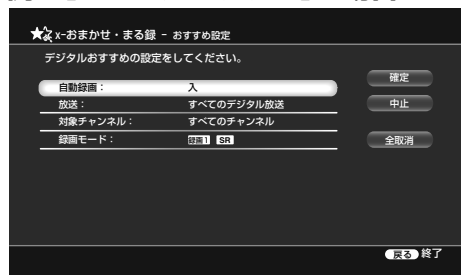 x-おまかせ・まる録 - おすすめ設定
デジタルおすすめの設定をしてください。
自動録画： 入
放送： すべてのデジタル放送
対象チャンネル： すべてのチャンネル
録画モード： 録画1 SR
確定
中止
全取消
戻る 終了